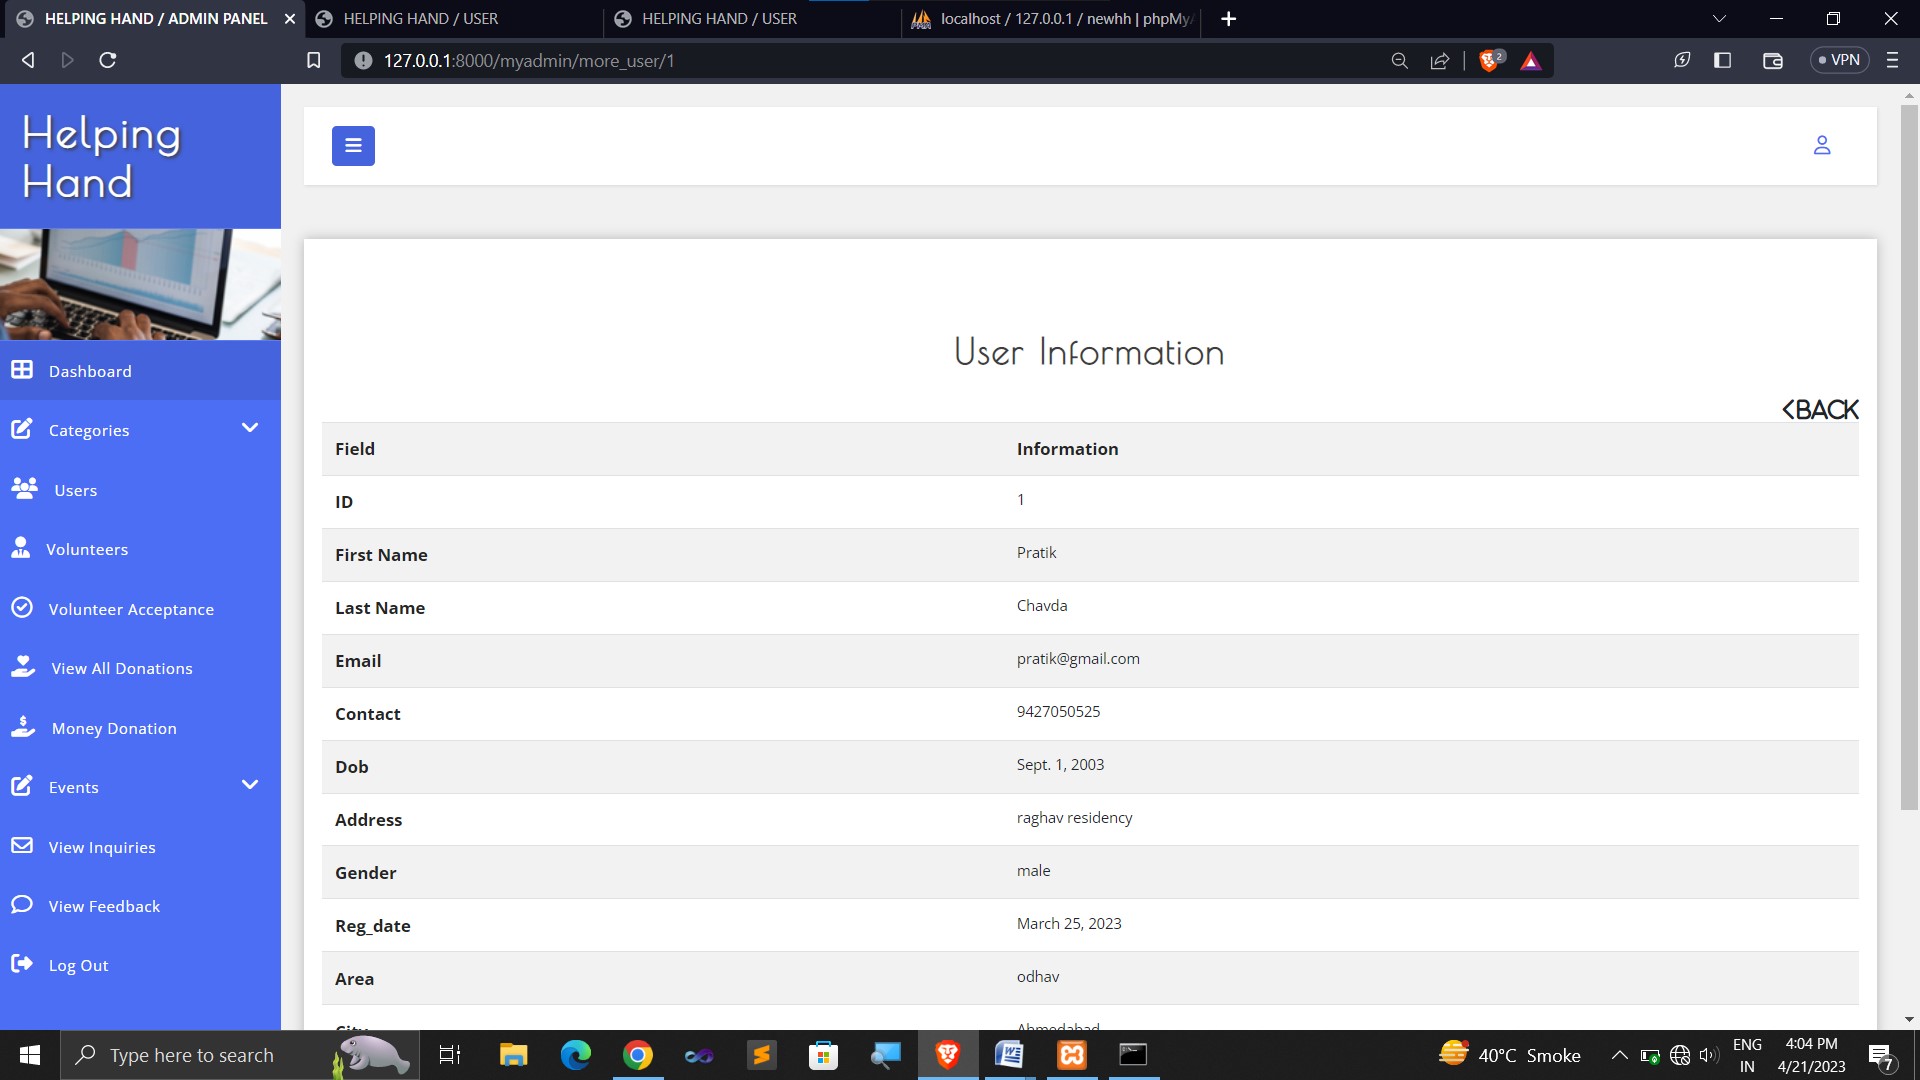 HELPING HAND / ADMIN PANEL
HELPING HAND / USER
HELPING HAND / USER
localhost / 127.0.0.1 / newhh | phpMyA
127.0.0.1:8000/myadmin/more_user/1
2
VPN
Helping
Hand
Dashboard
Categories
Users
Volunteers
Volunteer Acceptance
View All Donations
Money Donation
Events
View Inquiries
View Feedback
Log Out
User Information
<BACK
Field Information
ID 1
First Name Pratik
Last Name Chavda
Email pratik@gmail.com
Contact 9427050525
Dob Sept. 1, 2003
Address raghav residency
Gender male
Reg_date March 25, 2023
Area odhav
City Ahmedabad
Type here to search
40°C Smoke
ENG
IN
4:04 PM
4/21/2023
7